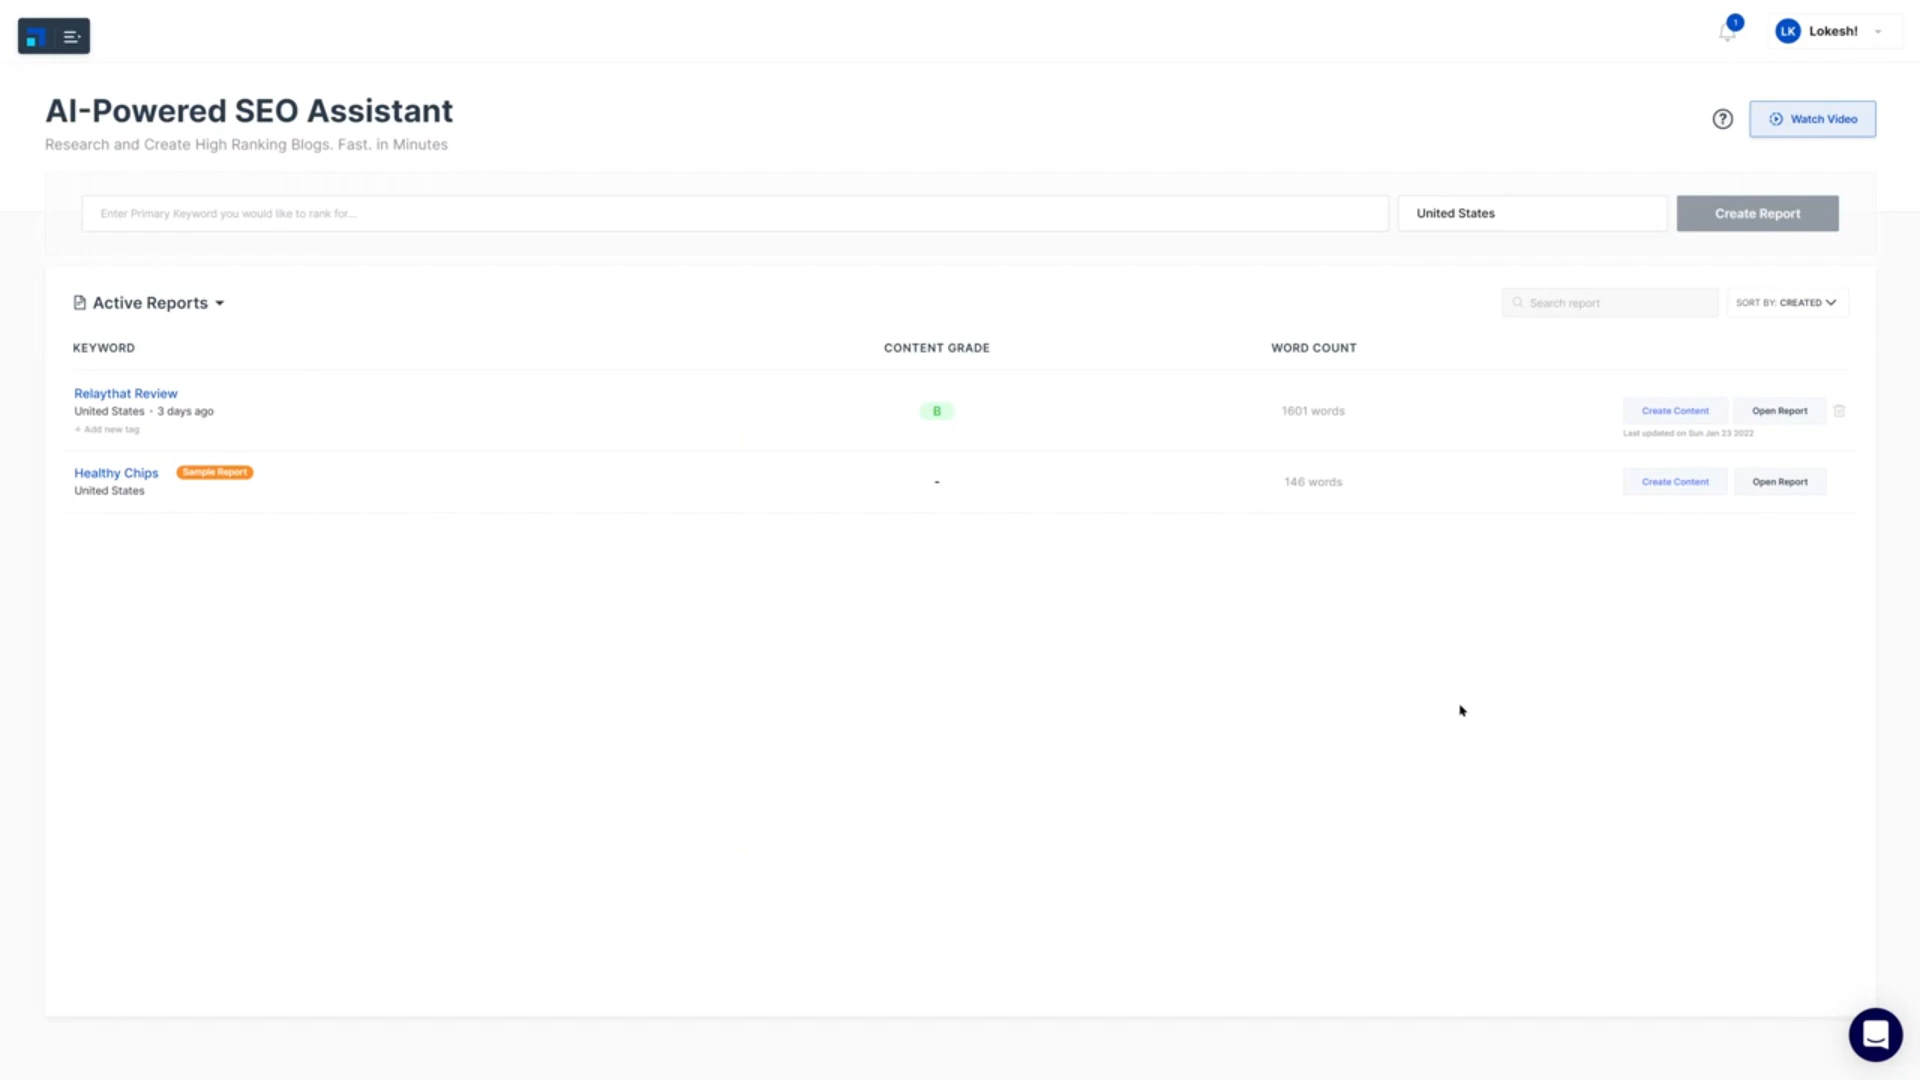 1
LK Lokesh!
AI-Powered SEO Assistant
Research and Create High Ranking Blogs. Fast. in Minutes
?
Watch Video
Enter Primary Keyword you would like to rank for...
United States
Create Report
Active Reports
Search report
SORT BY: CREATED
KEYWORD
CONTENT GRADE
WORD COUNT
Relaythat Review
United States • 3 days ago
+ Add new tag
B
1601 words
Create Content
Open Report
Last updated on Sun Jan 23 2022
Healthy Chips
Sample Report
United States
-
146 words
Create Content
Open Report